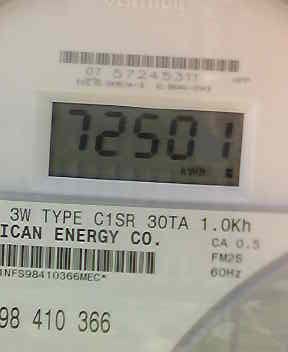 07 57245311
72501
3W TYPE C1SR 30TA 1.0Kh
ICAN ENERGY CO.
CA 0.5
FM2S
60Hz
1NFS98410366MEC*
98 410 366